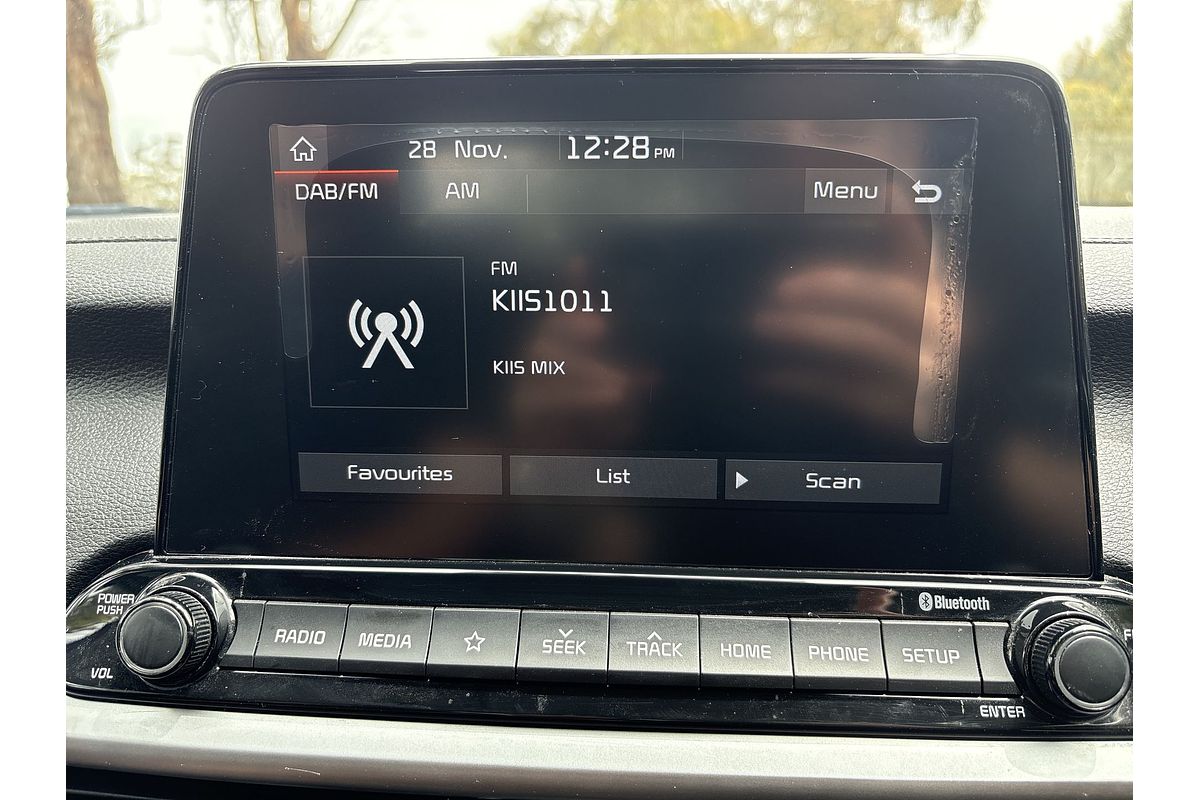 28 Nov. 12:28 PM
DAB/FM AM Menu
FM
KIIS1011
KIIS MIX
Favourites List Scan
POWER
PUSH
Bluetooth
RADIO MEDIA SEEK TRACK HOME PHONE SETUP
VOL
ENTER